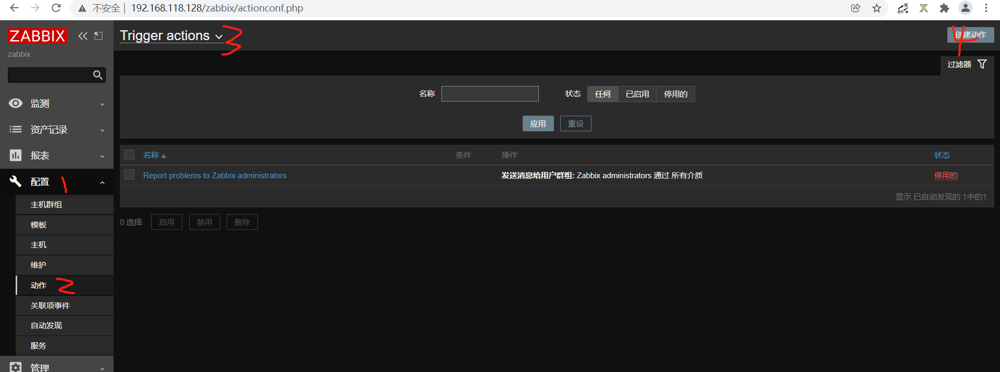 不安全 192.168.118.128/zabbix/actionconf.php
ZABBIX
zabbix
监测
资产记录
报表
配置 1
主机群组
模板
主机
维护
动作 2
关联项事件
自动发现
服务
管理
Trigger actions 3
创建动作 4
过滤器
名称 状态 任何 已启用 停用的
应用 重设
名称 条件 操作 状态
Report problems to Zabbix administrators 发送消息给用户群组: Zabbix administrators 通过 所有介质 停用的
显示 已自动发现的 1中的1
0 选择 启用 禁用 删除